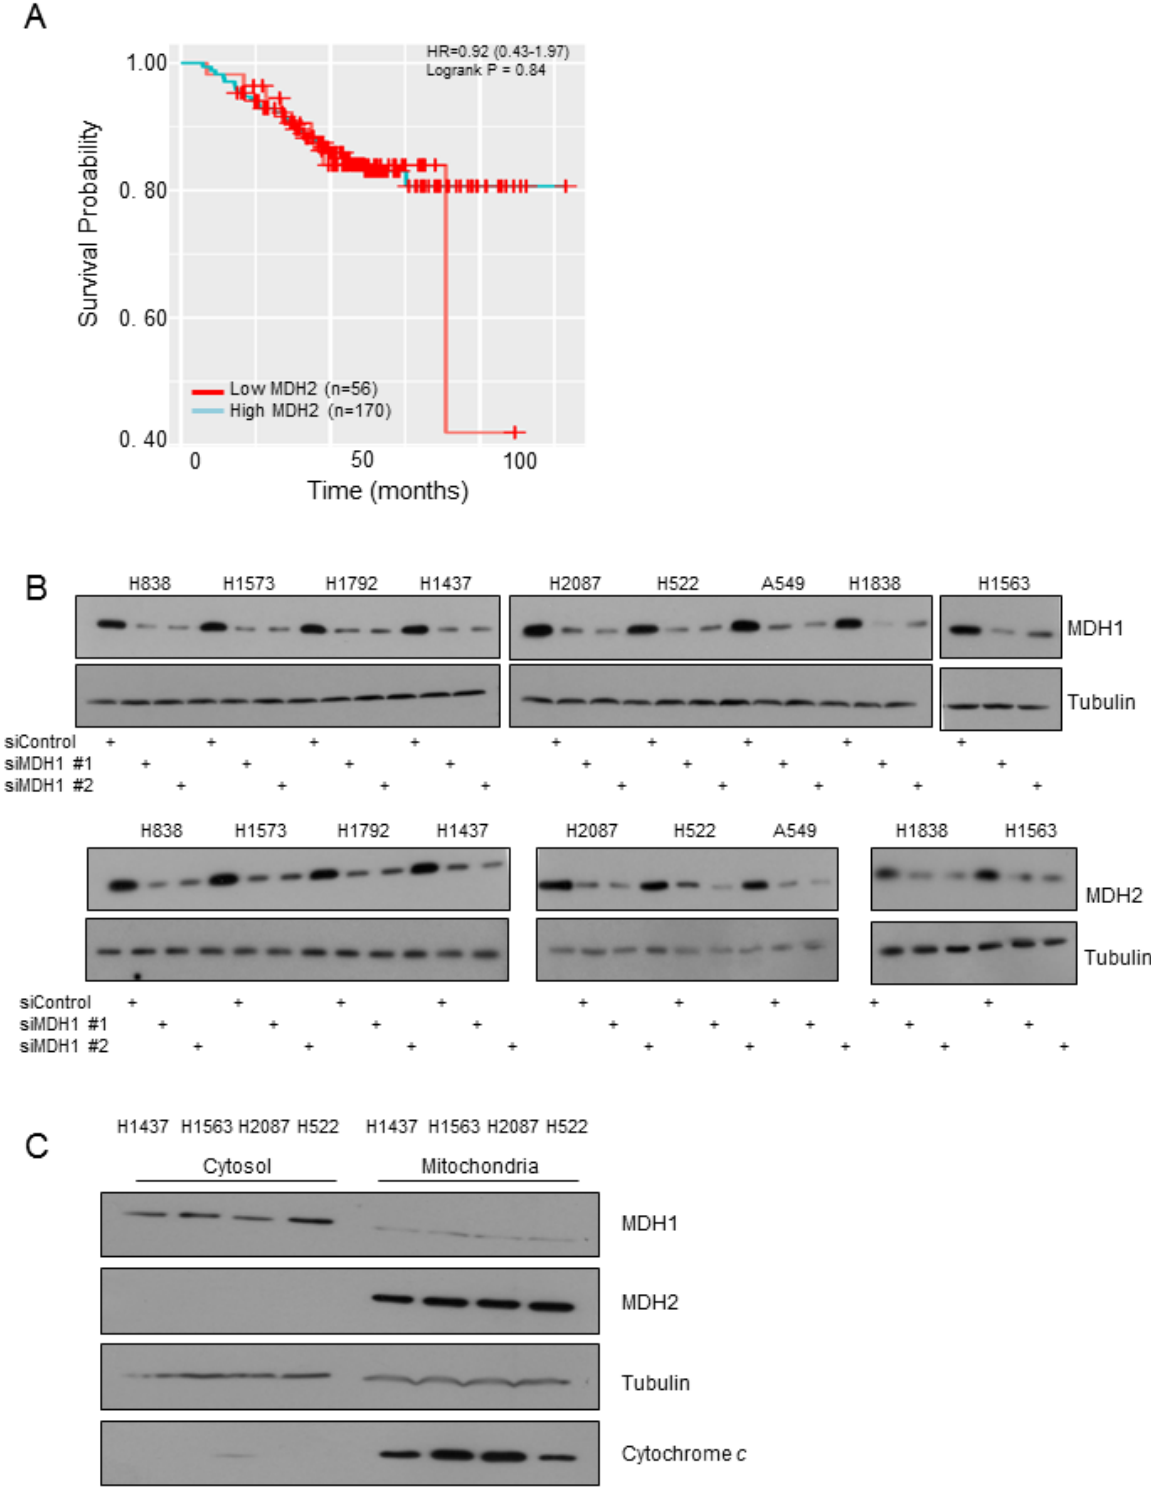 A
HR=0.92 (0.43-1.97)
Logrank P = 0.84
1.00
0. 80
0. 60
0. 40
Survival Probability
Low MDH2 (n=56)
High MDH2 (n=170)
0 50 100
Time (months)
B
H838 H1573 H1792 H1437 H2087 H522 A549 H1838 H1563
MDH1
Tubulin
siControl + + + + + + + + +
siMDH1 #1 + + + + + + + + +
siMDH1 #2 + + + + + + + + +
H838 H1573 H1792 H1437 H2087 H522 A549 H1838 H1563
MDH2
Tubulin
siControl + + + + + + + + +
siMDH1 #1 + + + + + + + + +
siMDH1 #2 + + + + + + + + +
C
H1437 H1563 H2087 H522 H1437 H1563 H2087 H522
Cytosol Mitochondria
MDH1
MDH2
Tubulin
Cytochrome c